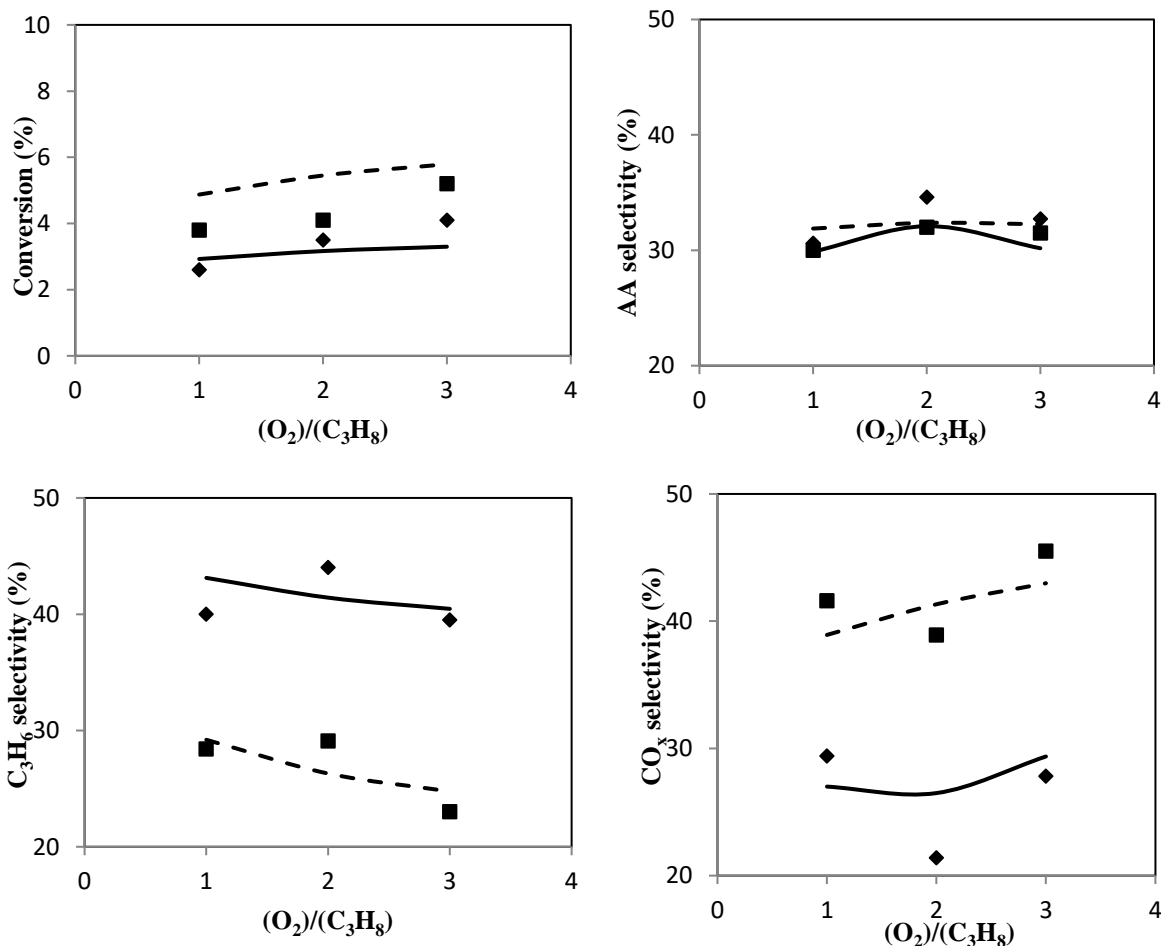 10
8
6
4
2
0
Conversion (%)
0 1 2 3 4
(O₂)/(C₃H₈)
50
40
30
20
AA selectivity (%)
0 1 2 3 4
(O₂)/(C₃H₈)
50
40
30
20
C₃H₆ selectivity (%)
0 1 2 3 4
(O₂)/(C₃H₈)
50
40
30
20
COₓ selectivity (%)
0 1 2 3 4
(O₂)/(C₃H₈)